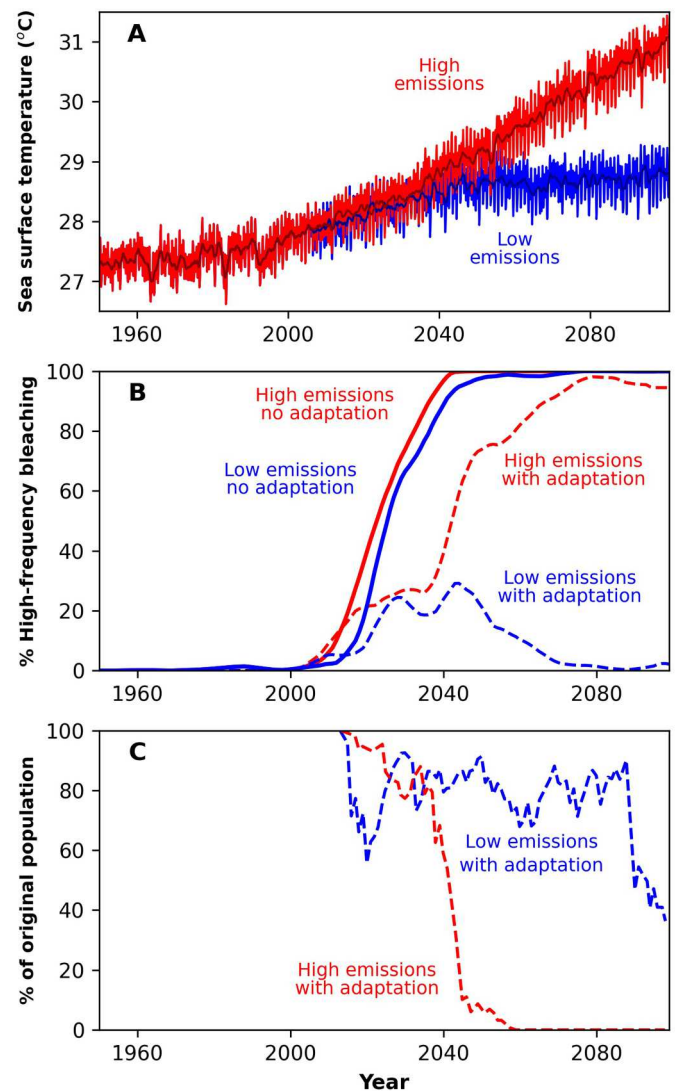 Sea surface temperature (°C)
A
31
30
29
28
27
High
emissions
Low
emissions
1960
2000
2040
2080
% High-frequency bleaching
B
100
80
60
40
20
0
High emissions
no adaptation
Low emissions
no adaptation
High emissions
with adaptation
Low emissions
with adaptation
1960
2000
2040
2080
% of original population
C
100
80
60
40
20
0
Low emissions
with adaptation
High emissions
with adaptation
1960
2000
2040
2080
Year